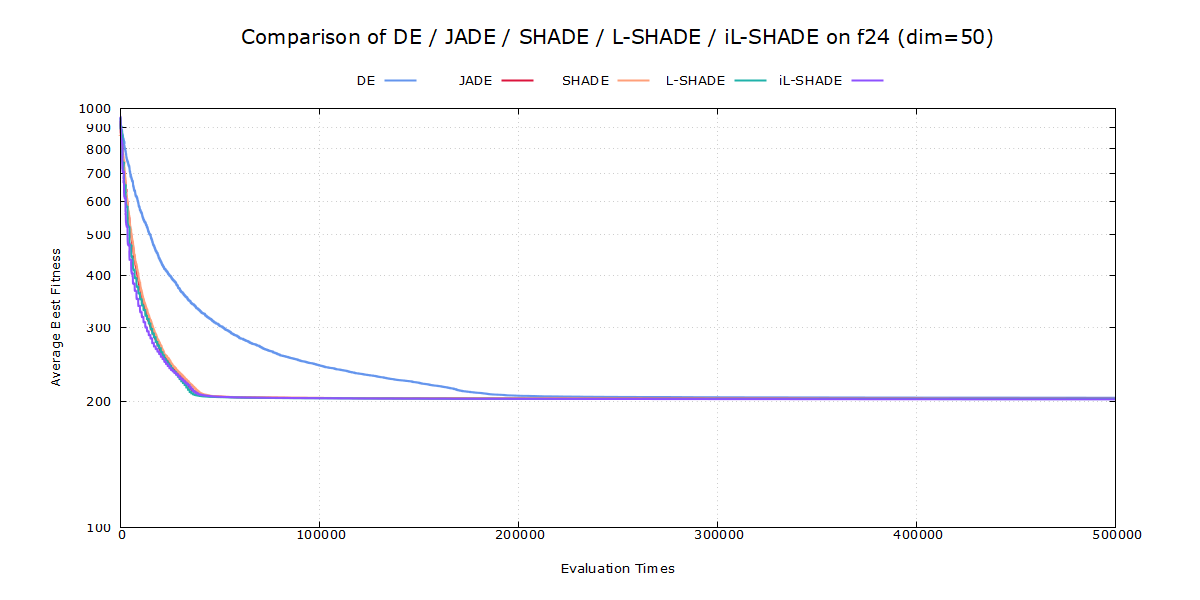 Comparison of DE / JADE / SHADE / L-SHADE / iL-SHADE on f24 (dim=50)
DE JADE SHADE L-SHADE iL-SHADE
1000
900
800
700
600
500
400
300
200
100
Average Best Fitness
0 100000 200000 300000 400000 500000
Evaluation Times